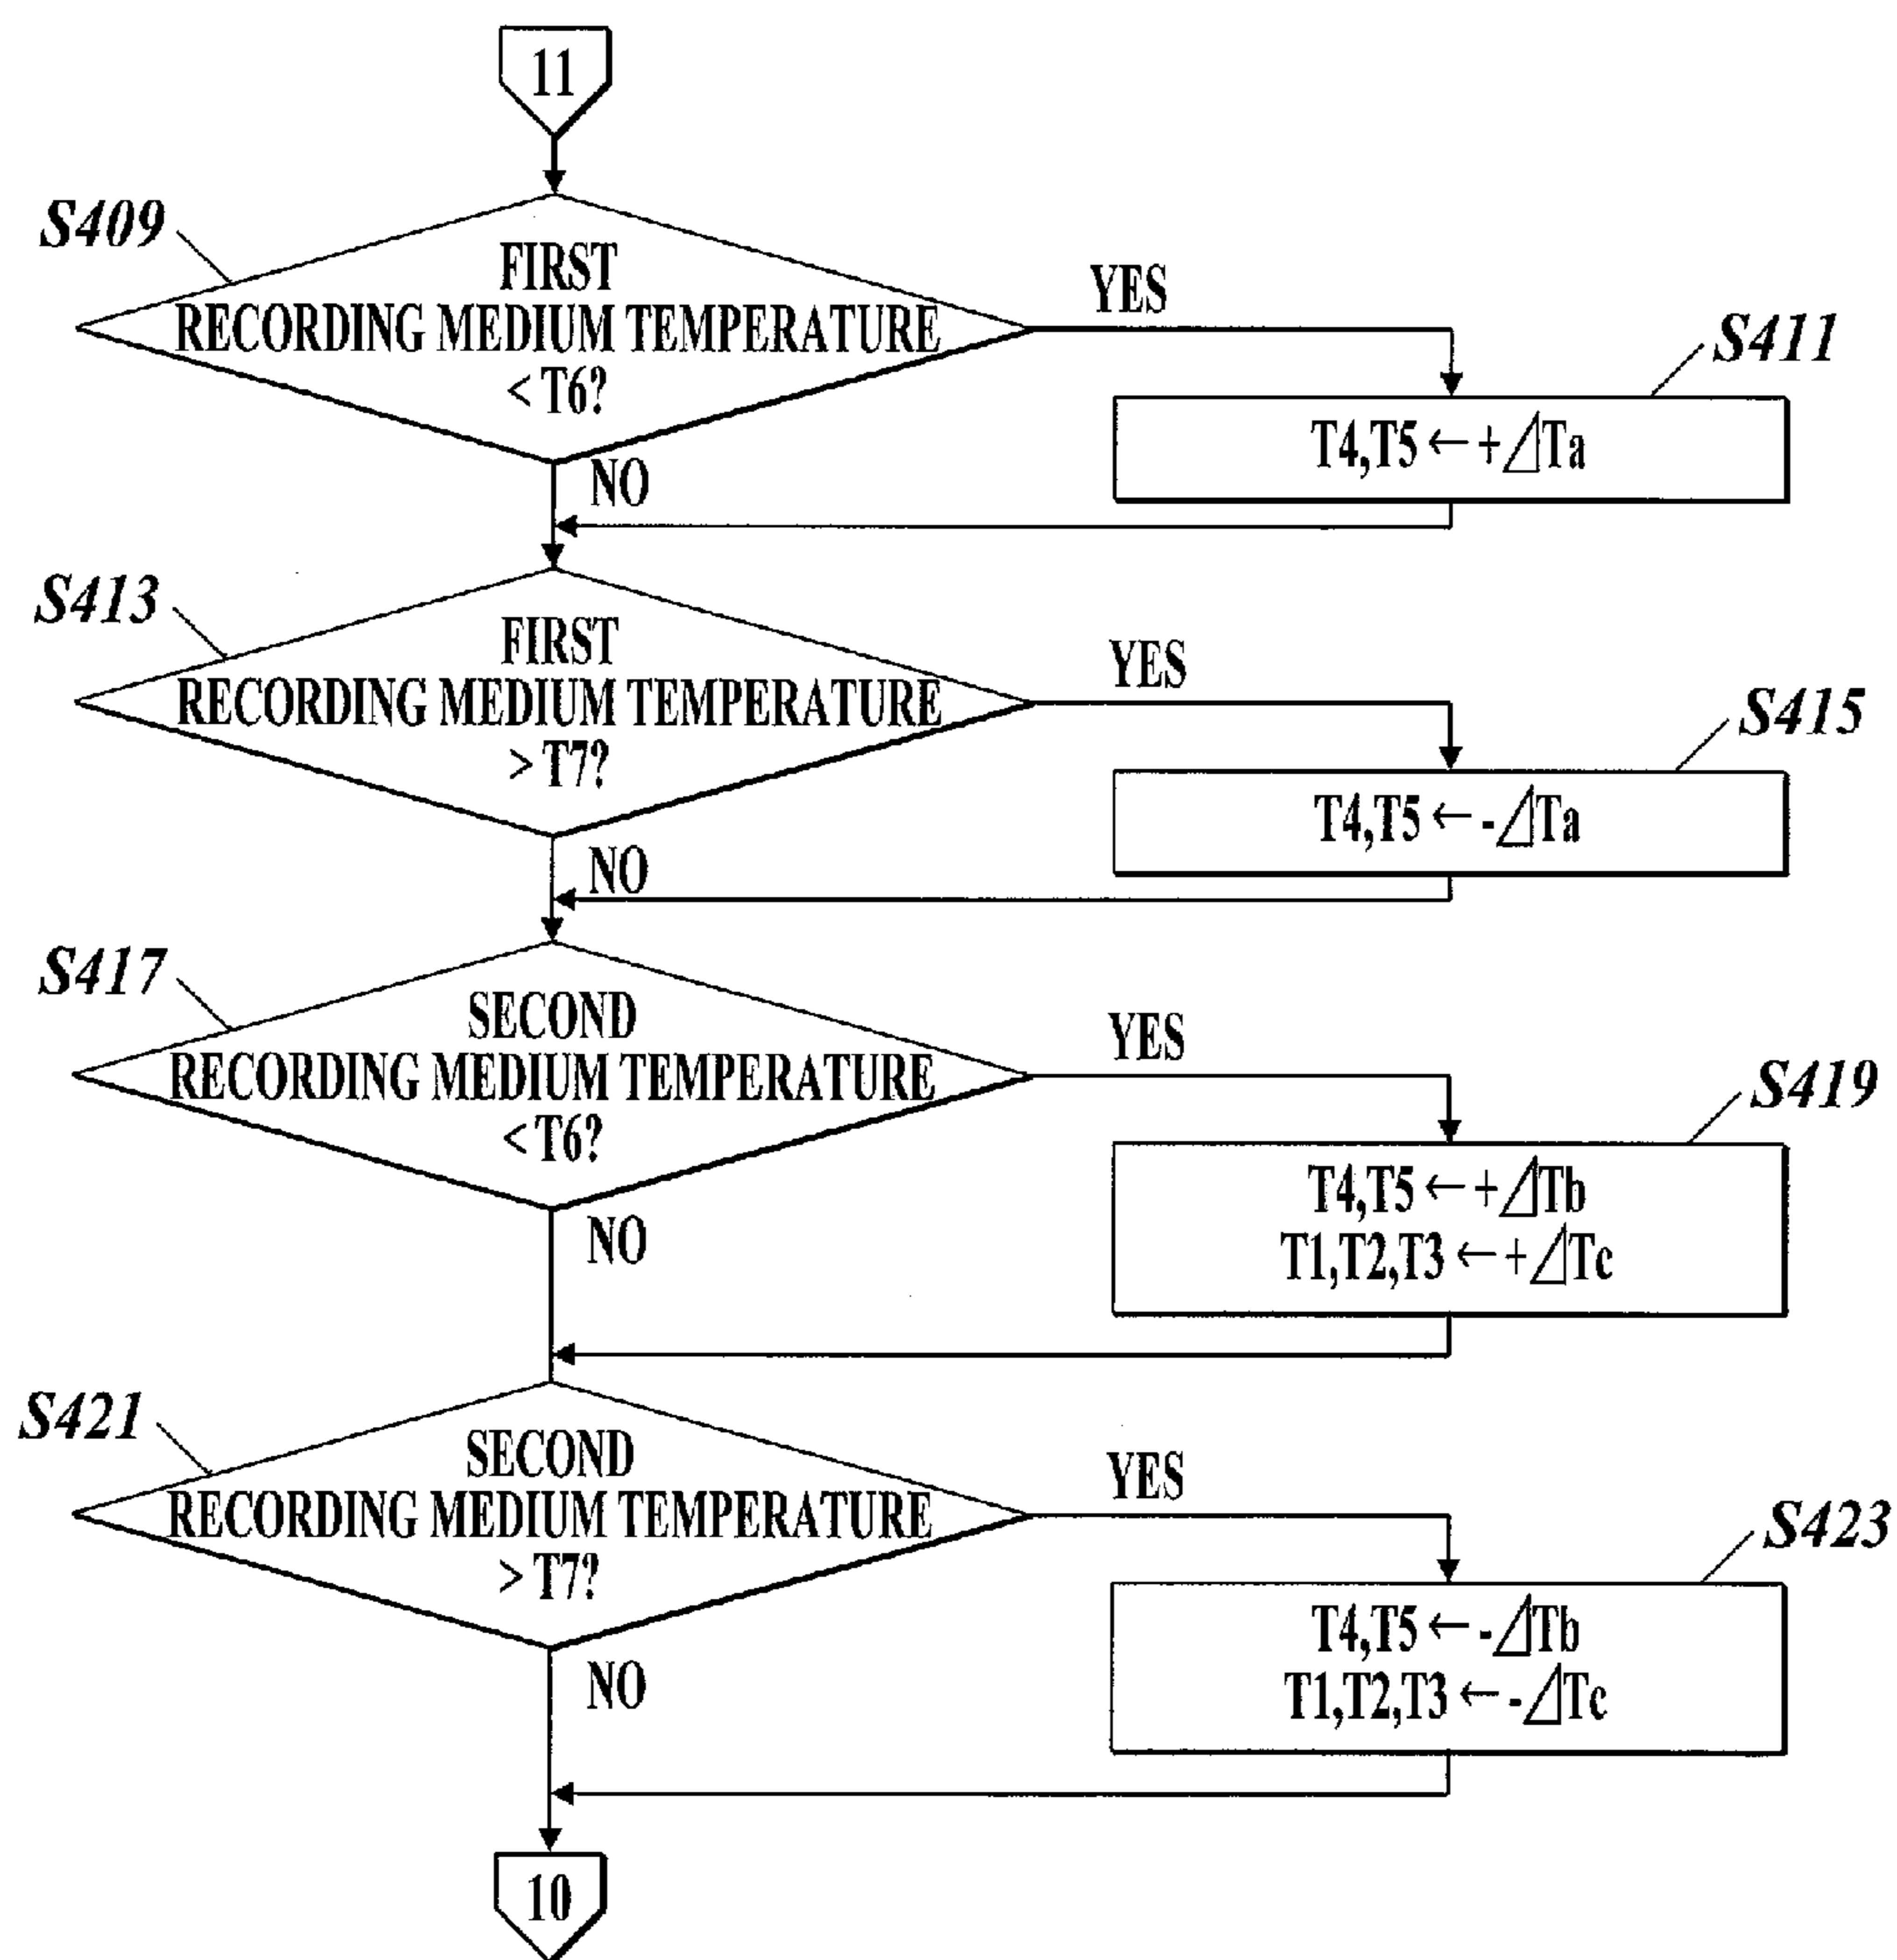 11
S409
FIRST
RECORDING MEDIUM TEMPERATURE
< T6?
YES
S411
T4,T5 ← + ⊿Ta
NO
S413
FIRST
RECORDING MEDIUM TEMPERATURE
> T7?
YES
S415
T4,T5 ← - ⊿Ta
NO
S417
SECOND
RECORDING MEDIUM TEMPERATURE
< T6?
YES
S419
T4,T5 ← + ⊿Tb
T1,T2,T3 ← + ⊿Tc
NO
S421
SECOND
RECORDING MEDIUM TEMPERATURE
> T7?
YES
S423
T4,T5 ← - ⊿Tb
T1,T2,T3 ← - ⊿Tc
NO
10